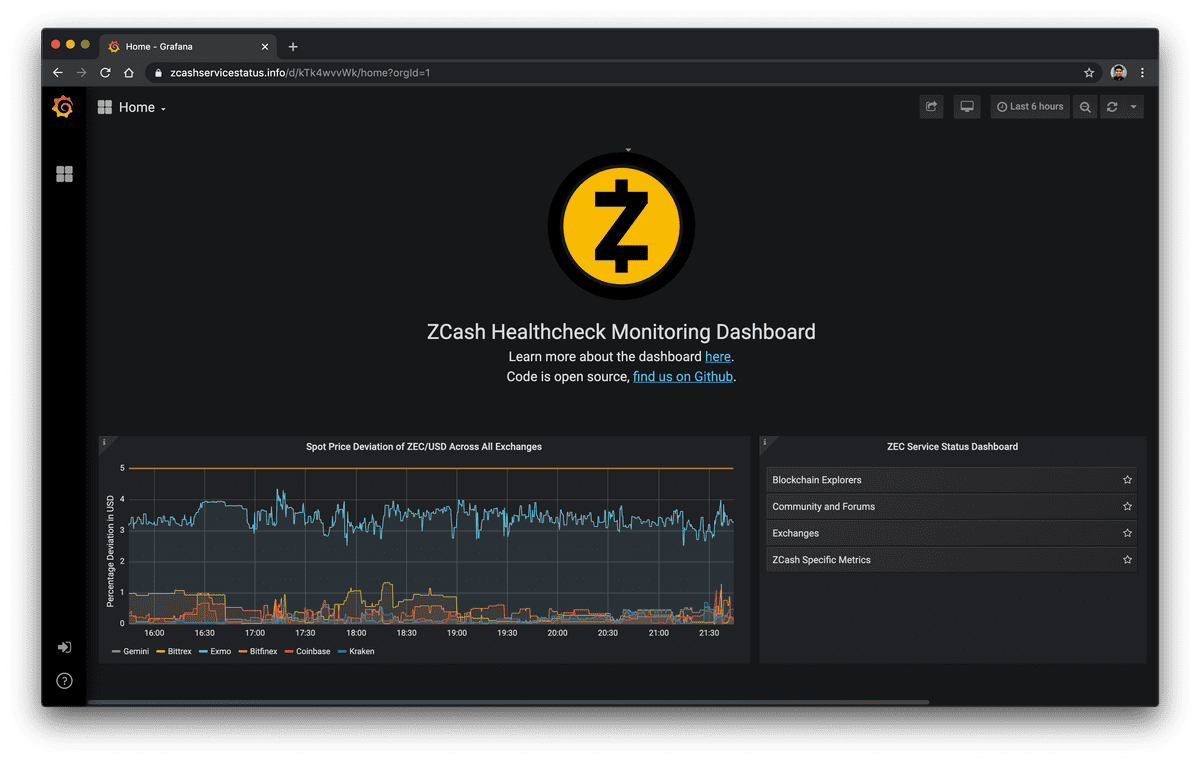 Home - Grafana
zcashservicestatus.info/d/kTk4wvvWk/home?orgId=1
Home
Last 6 hours
ZCash Healthcheck Monitoring Dashboard
Learn more about the dashboard here.
Code is open source, find us on Github.
Spot Price Deviation of ZEC/USD Across All Exchanges
Percentage Deviation in USD
5
4
3
2
1
0
16:00 16:30 17:00 17:30 18:00 18:30 19:00 19:30 20:00 20:30 21:00 21:30
Gemini Bittrex Exmo Bitfinex Coinbase Kraken
ZEC Service Status Dashboard
Blockchain Explorers
Community and Forums
Exchanges
ZCash Specific Metrics